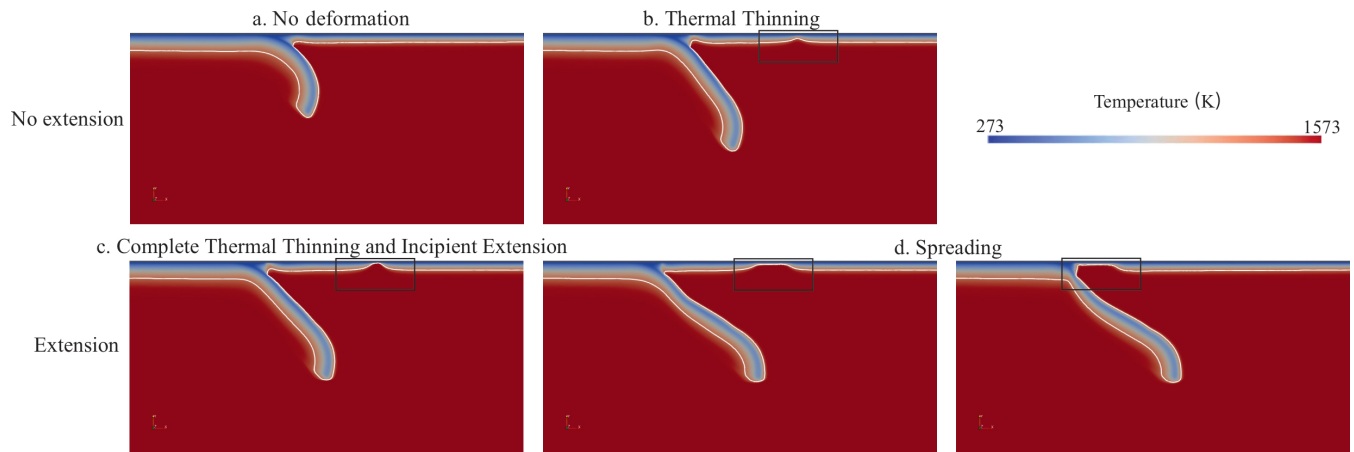 a. No deformation
b. Thermal Thinning
No extension
Temperature (K)
273
1573
c. Complete Thermal Thinning and Incipient Extension
d. Spreading
Extension